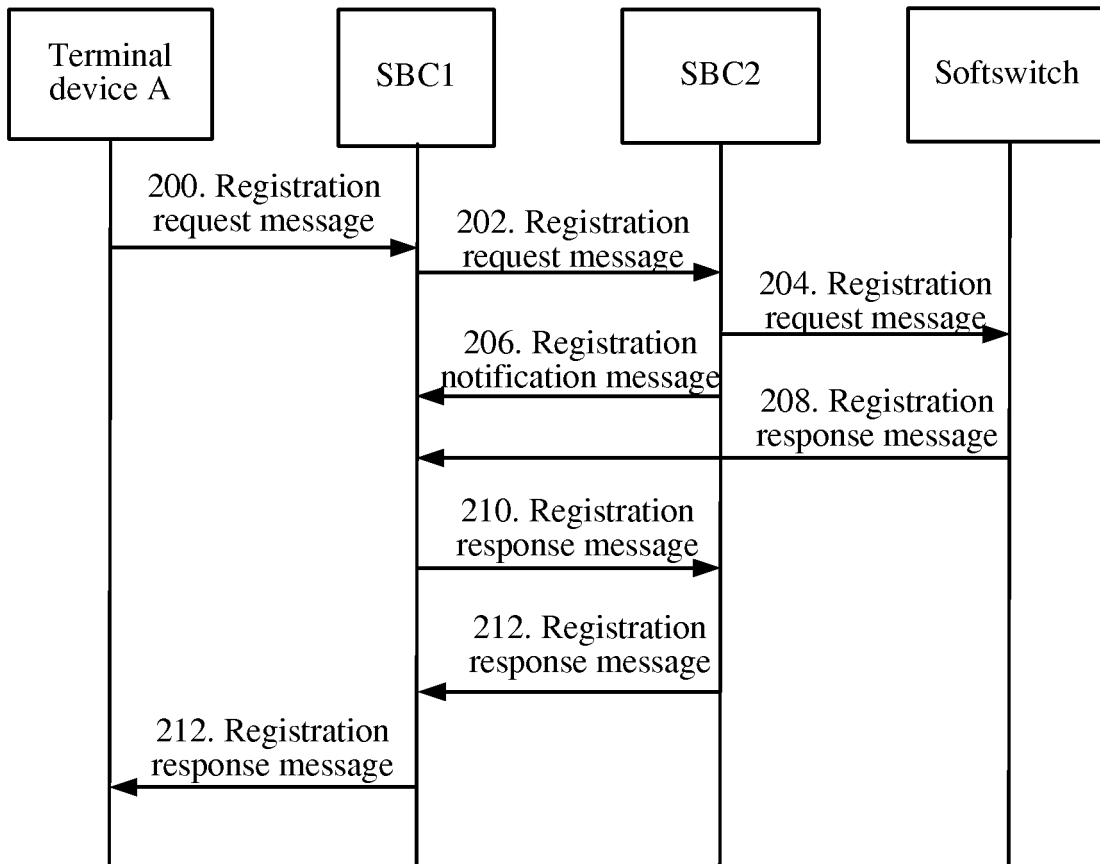 Terminal
device A
SBC1
SBC2
Softswitch
200. Registration
request message
202. Registration
request message
204. Registration
request message
206. Registration
notification message
208. Registration
response message
210. Registration
response message
212. Registration
response message
212. Registration
response message